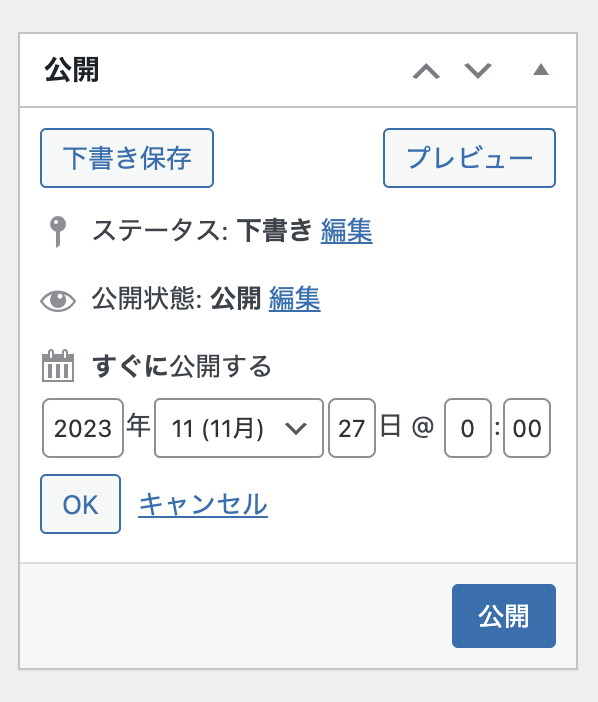 公開
下書き保存 プレビュー
ステータス: 下書き 編集
公開状態: 公開 編集
すぐに公開する
2023 年 11 (11月) 27 日 @ 0 : 00
OK キャンセル
公開